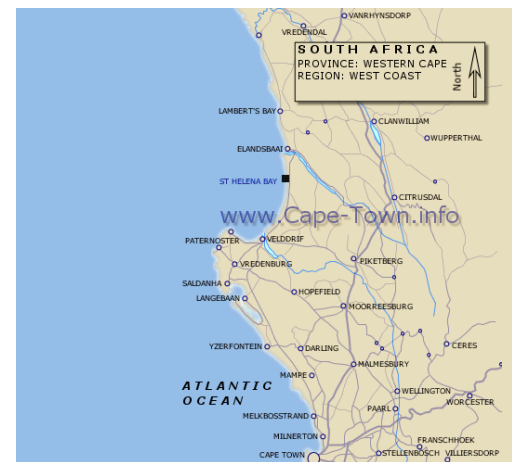 VANRHYNSDORP
VREDENDAL
SOUTH AFRICA
PROVINCE: WESTERN CAPE
REGION: WEST COAST
North
LAMBERT'S BAY
CLANWILLIAM
WUPPERTHAL
ELANDSBAAI
ST HELENA BAY
CITRUSDAL
www.Cape-Town.info
PATERNOSTER
VELDDRIF
VREDENBURG
PIKETBERG
SALDANHA
HOPEFIELD
LANGEBAAN
MOORREESBURG
YZERFONTEIN
DARLING
CERES
MALMESBURY
MAMPE
ATLANTIC
OCEAN
WELLINGTON
WORCESTER
PAARL
MELKBOSSTRAND
MILNERTON
FRANSCHHOEK
CAPE TOWN
STELLENBOSCH
VILLIERSDORP